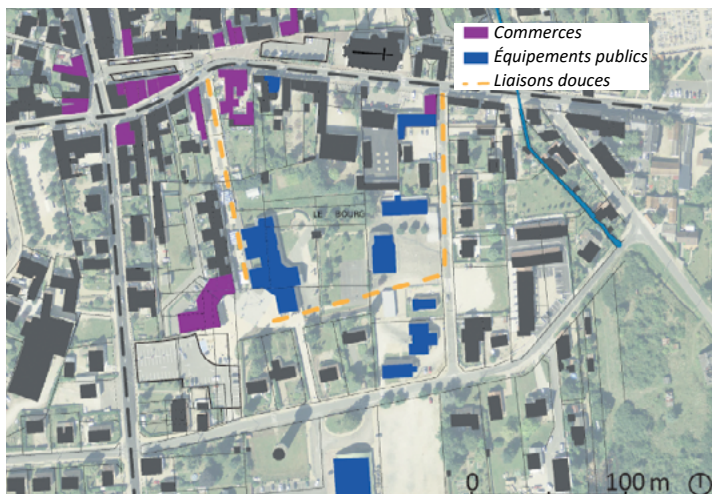 Commerces
Équipements publics
Liaisons douces
LE BOURG
0
100 m